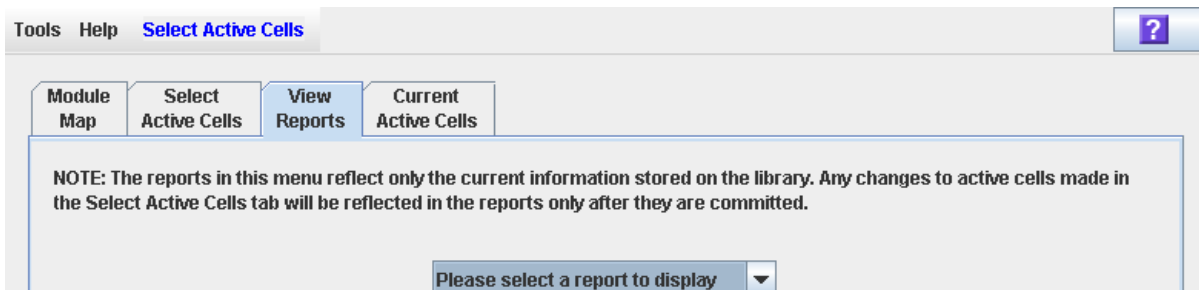 Tools Help Select Active Cells ?
Module Select View Current
Map Active Cells Reports Active Cells
NOTE: The reports in this menu reflect only the current information stored on the library. Any changes to active cells made in
the Select Active Cells tab will be reflected in the reports only after they are committed.
Please select a report to display